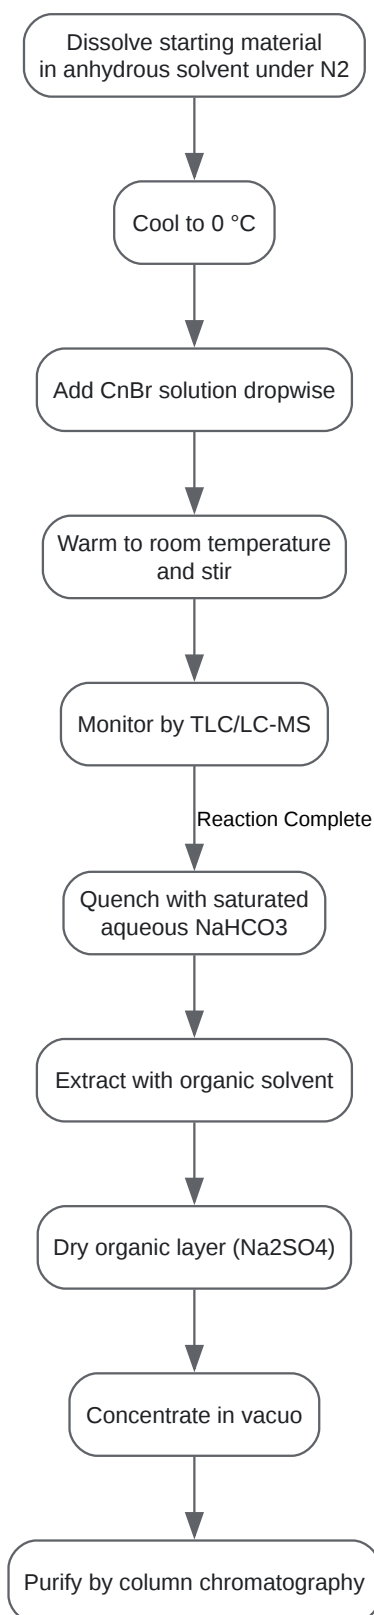 Dissolve starting material
in anhydrous solvent under N2
Cool to 0 °C
Add CnBr solution dropwise
Warm to room temperature
and stir
Monitor by TLC/LC-MS
Reaction Complete
Quench with saturated
aqueous NaHCO3
Extract with organic solvent
Dry organic layer (Na2SO4)
Concentrate in vacuo
Purify by column chromatography